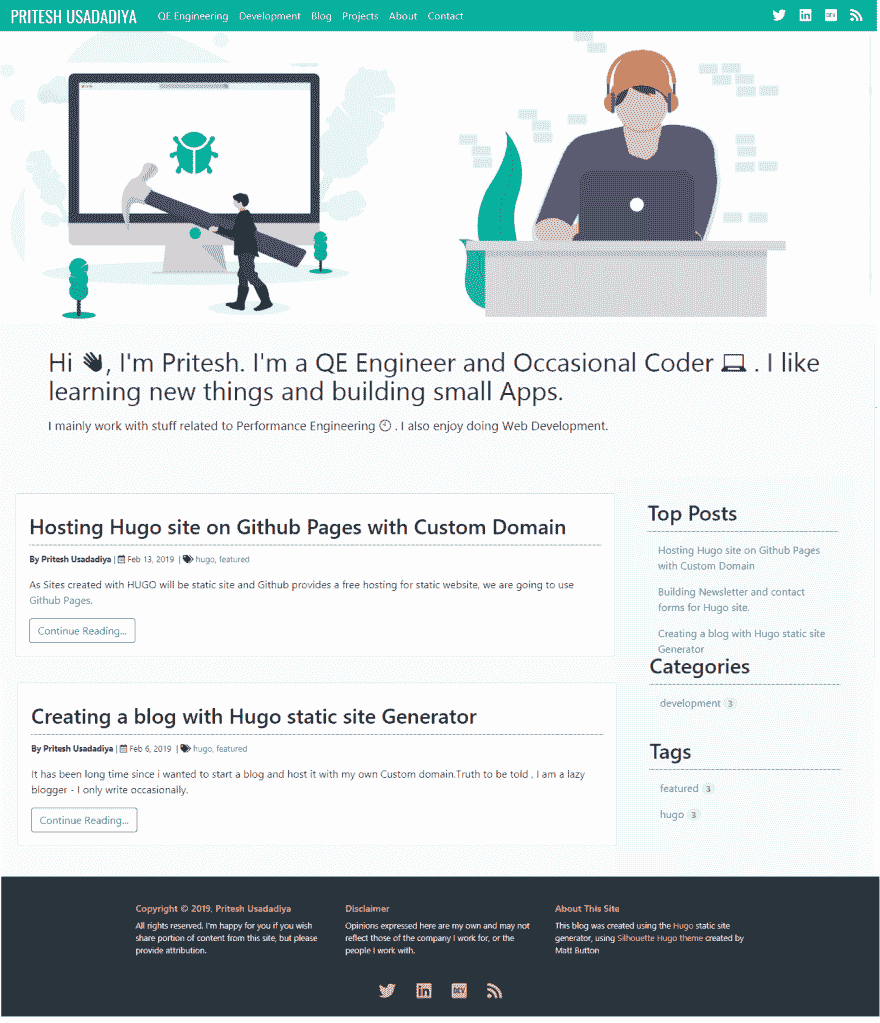 PRITESH USADADIYA
QE Engineering Development Blog Projects About Contact
DEV
Hi 👋, I'm Pritesh. I'm a QE Engineer and Occasional Coder 💻 . I like
learning new things and building small Apps.
I mainly work with stuff related to Performance Engineering 🕙 . I also enjoy doing Web Development.
Hosting Hugo site on Github Pages with Custom Domain
By Pritesh Usadadiya | Feb 13, 2019 | hugo, featured
As Sites created with HUGO will be static site and Github provides a free hosting for static website, we are going to use
Github Pages.
Continue Reading...
Creating a blog with Hugo static site Generator
By Pritesh Usadadiya | Feb 6, 2019 | hugo, featured
It has been long time since i wanted to start a blog and host it with my own Custom domain.Truth to be told , I am a lazy
blogger - I only write occasionally.
Continue Reading...
Top Posts
Hosting Hugo site on Github Pages
with Custom Domain
Building Newsletter and contact
forms for Hugo site.
Creating a blog with Hugo static site
Generator
Categories
development 3
Tags
featured 3
hugo 3
Copyright © 2019, Pritesh Usadadiya
All rights reserved. I'm happy for you if you wish
share portion of content from this site, but please
provide attribution.
Disclaimer
Opinions expressed here are my own and may not
reflect those of the company I work for, or the
people I work with.
About This Site
This blog was created using the Hugo static site
generator, using Silhouette Hugo theme created by
Matt Button
DEV